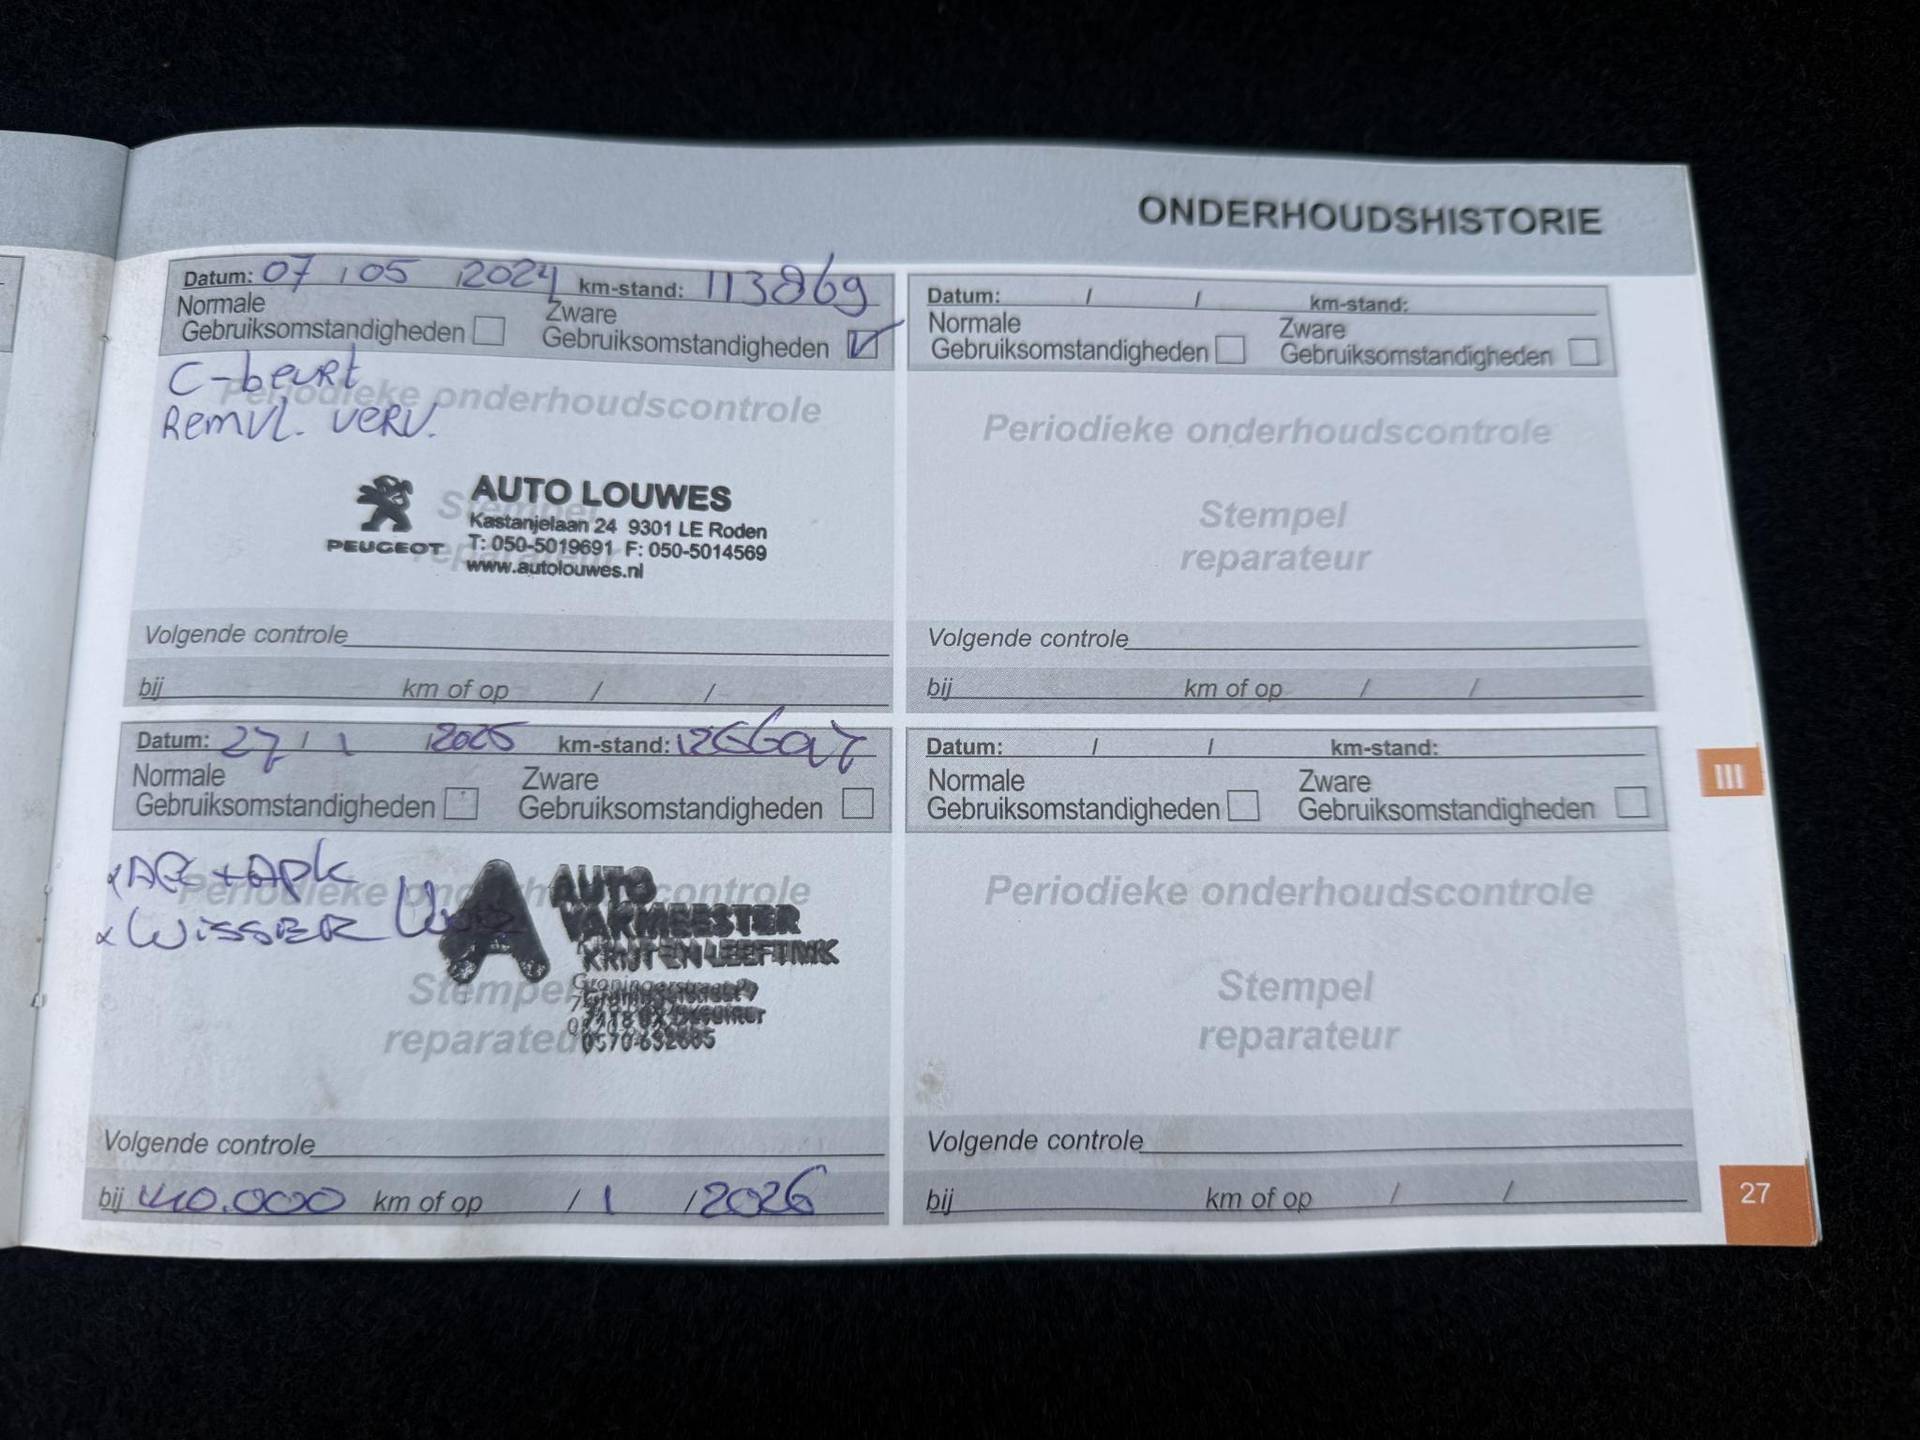 ONDERHOUDSHISTORIE
Datum: 07 / 05 / 2024 km-stand: 113869
Normale
Gebruiksomstandigheden
Zware
Gebruiksomstandigheden
C-beurt
Remvl. verv.
Periodieke onderhoudscontrole
Stempel
reparateur
PEUGEOT
AUTO LOUWES
Kastanjelaan 24 9301 LE Roden
T: 050-5019691 F: 050-5014569
www.autolouwes.nl
Volgende controle
bij km of op / /
Datum: / / km-stand:
Normale
Gebruiksomstandigheden
Zware
Gebruiksomstandigheden
Periodieke onderhoudscontrole
Stempel
reparateur
Volgende controle
bij km of op / /
Datum: 27 / 1 / 2025 km-stand:
Normale
Gebruiksomstandigheden
Zware
Gebruiksomstandigheden
+ APK
WISSER
Periodieke onderhoudscontrole
Stempel
reparateur
AUTO
VAKMEESTER
Volgende controle
bij 140.000 km of op / 1 / 2026
Datum: / / km-stand:
Normale
Gebruiksomstandigheden
Zware
Gebruiksomstandigheden
Periodieke onderhoudscontrole
Stempel
reparateur
Volgende controle
bij km of op / /
III
27